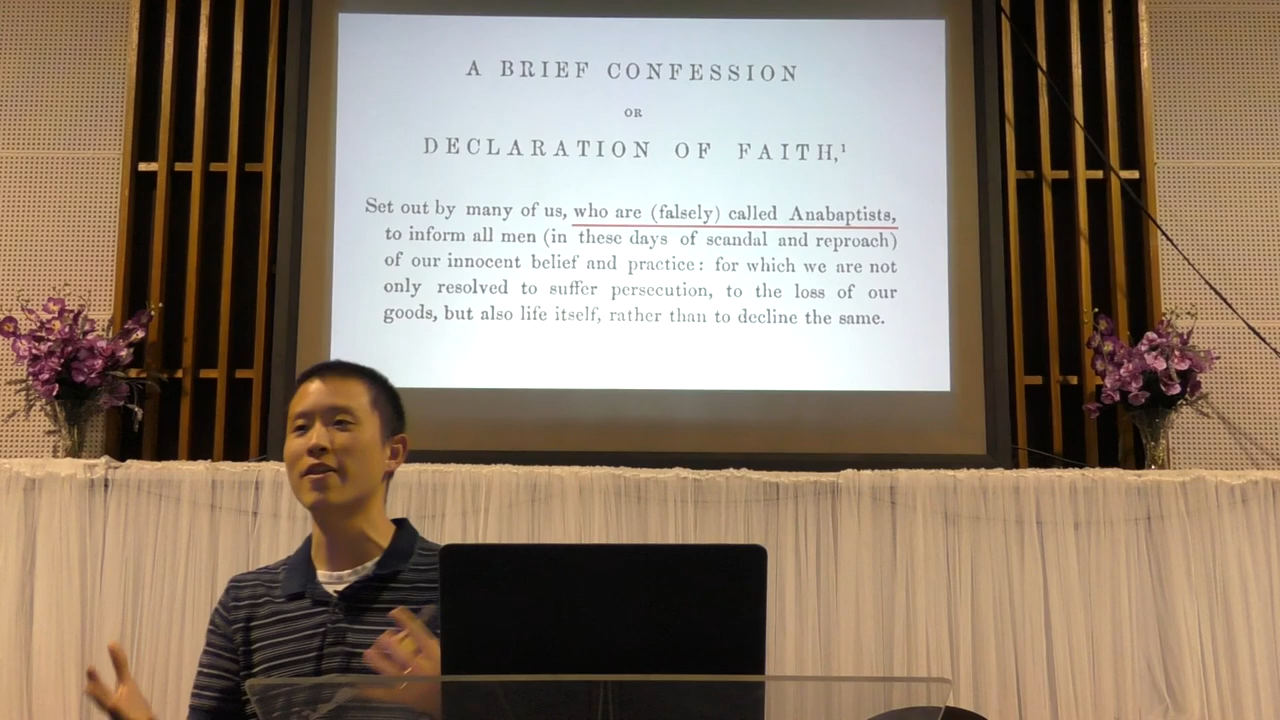 A BRIEF CONFESSION
OR
DECLARATION OF FAITH,¹
Set out by many of us, who are (falsely) called Anabaptists,
to inform all men (in these days of scandal and reproach)
of our innocent belief and practice: for which we are not
only resolved to suffer persecution, to the loss of our
goods, but also life itself, rather than to decline the same.